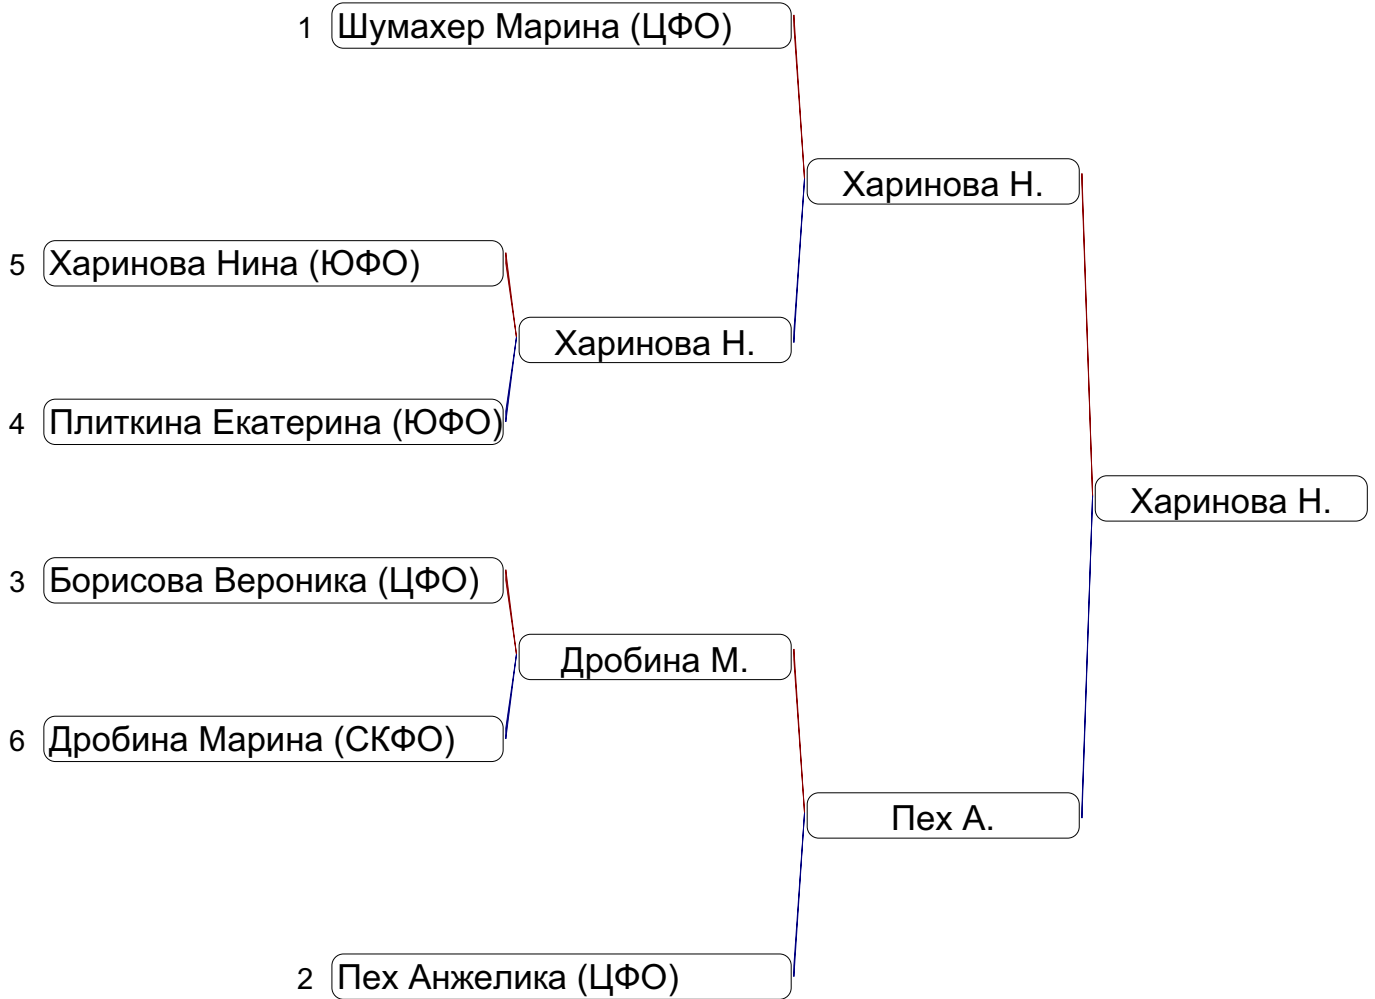 1 Шумахер Марина (ЦФО)
Харинова Н.
5 Харинова Нина (ЮФО)
Харинова Н.
4 Плиткина Екатерина (ЮФО)
Харинова Н.
3 Борисова Вероника (ЦФО)
Дробина М.
6 Дробина Марина (СКФО)
Пех А.
2 Пех Анжелика (ЦФО)